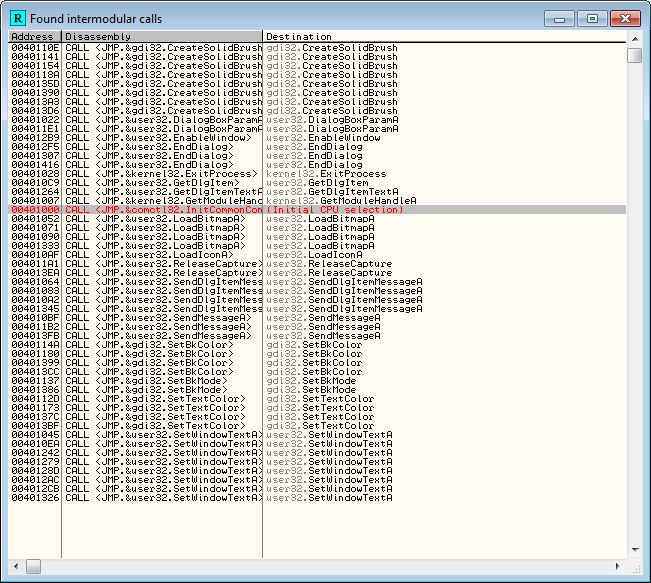 R Found intermodular calls
Address Disassembly Destination
0040110E CALL <JMP.&gdi32.CreateSolidBrush gdi32.CreateSolidBrush
00401141 CALL <JMP.&gdi32.CreateSolidBrush gdi32.CreateSolidBrush
00401154 CALL <JMP.&gdi32.CreateSolidBrush gdi32.CreateSolidBrush
0040118A CALL <JMP.&gdi32.CreateSolidBrush gdi32.CreateSolidBrush
0040135D CALL <JMP.&gdi32.CreateSolidBrush gdi32.CreateSolidBrush
00401390 CALL <JMP.&gdi32.CreateSolidBrush gdi32.CreateSolidBrush
004013A3 CALL <JMP.&gdi32.CreateSolidBrush gdi32.CreateSolidBrush
004013D6 CALL <JMP.&gdi32.CreateSolidBrush gdi32.CreateSolidBrush
00401022 CALL <JMP.&user32.DialogBoxParamA user32.DialogBoxParamA
004011E1 CALL <JMP.&user32.DialogBoxParamA user32.DialogBoxParamA
004012B9 CALL <JMP.&user32.EnableWindow> user32.EnableWindow
004012F5 CALL <JMP.&user32.EndDialog> user32.EndDialog
00401307 CALL <JMP.&user32.EndDialog> user32.EndDialog
00401416 CALL <JMP.&user32.EndDialog> user32.EndDialog
00401028 CALL <JMP.&kernel32.ExitProcess> kernel32.ExitProcess
004010C9 CALL <JMP.&user32.GetDlgItem> user32.GetDlgItem
00401264 CALL <JMP.&user32.GetDlgItemTextA user32.GetDlgItemTextA
00401007 CALL <JMP.&kernel32.GetModuleHand kernel32.GetModuleHandleA
00401000 CALL <JMP.&comctl32.InitCommonCon (Initial CPU selection)
00401052 CALL <JMP.&user32.LoadBitmapA> user32.LoadBitmapA
00401071 CALL <JMP.&user32.LoadBitmapA> user32.LoadBitmapA
00401090 CALL <JMP.&user32.LoadBitmapA> user32.LoadBitmapA
00401333 CALL <JMP.&user32.LoadBitmapA> user32.LoadBitmapA
004010AF CALL <JMP.&user32.LoadIconA> user32.LoadIconA
004011A1 CALL <JMP.&user32.ReleaseCapture> user32.ReleaseCapture
004013EA CALL <JMP.&user32.ReleaseCapture> user32.ReleaseCapture
00401064 CALL <JMP.&user32.SendDlgItemMess user32.SendDlgItemMessageA
00401083 CALL <JMP.&user32.SendDlgItemMess user32.SendDlgItemMessageA
004010A2 CALL <JMP.&user32.SendDlgItemMess user32.SendDlgItemMessageA
00401345 CALL <JMP.&user32.SendDlgItemMess user32.SendDlgItemMessageA
004010BF CALL <JMP.&user32.SendMessageA> user32.SendMessageA
004011B2 CALL <JMP.&user32.SendMessageA> user32.SendMessageA
004013FB CALL <JMP.&user32.SendMessageA> user32.SendMessageA
0040114A CALL <JMP.&gdi32.SetBkColor> gdi32.SetBkColor
00401180 CALL <JMP.&gdi32.SetBkColor> gdi32.SetBkColor
00401399 CALL <JMP.&gdi32.SetBkColor> gdi32.SetBkColor
004013CC CALL <JMP.&gdi32.SetBkColor> gdi32.SetBkColor
00401137 CALL <JMP.&gdi32.SetBkMode> gdi32.SetBkMode
00401386 CALL <JMP.&gdi32.SetBkMode> gdi32.SetBkMode
0040112D CALL <JMP.&gdi32.SetTextColor> gdi32.SetTextColor
00401173 CALL <JMP.&gdi32.SetTextColor> gdi32.SetTextColor
0040137C CALL <JMP.&gdi32.SetTextColor> gdi32.SetTextColor
004013BF CALL <JMP.&gdi32.SetTextColor> gdi32.SetTextColor
00401045 CALL <JMP.&user32.SetWindowTextA> user32.SetWindowTextA
004010EA CALL <JMP.&user32.SetWindowTextA> user32.SetWindowTextA
00401242 CALL <JMP.&user32.SetWindowTextA> user32.SetWindowTextA
00401279 CALL <JMP.&user32.SetWindowTextA> user32.SetWindowTextA
0040128D CALL <JMP.&user32.SetWindowTextA> user32.SetWindowTextA
004012AC CALL <JMP.&user32.SetWindowTextA> user32.SetWindowTextA
004012CB CALL <JMP.&user32.SetWindowTextA> user32.SetWindowTextA
00401326 CALL <JMP.&user32.SetWindowTextA> user32.SetWindowTextA